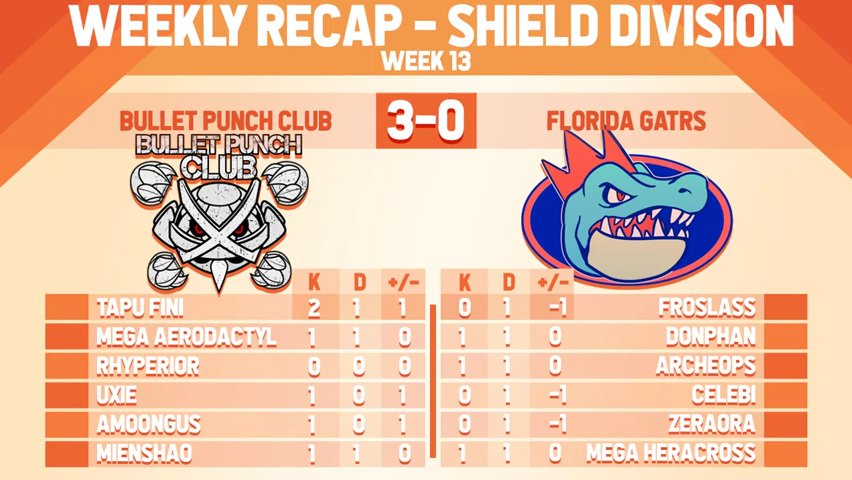 WEEKLY RECAP - SHIELD DIVISION
WEEK 13
BULLET PUNCH CLUB 3-0 FLORIDA GATRS
BULLET PUNCH
CLUB
K D +/- K D +/-
TAPU FINI 2 1 1 0 1 -1 FROSLASS
MEGA AERODACTYL 1 1 0 1 1 0 DONPHAN
RHYPERIOR 0 0 0 1 1 0 ARCHEOPS
UXIE 1 0 1 0 1 -1 CELEBI
AMOONGUS 1 0 1 0 1 -1 ZERAORA
MIENSHAO 1 1 0 1 1 0 MEGA HERACROSS